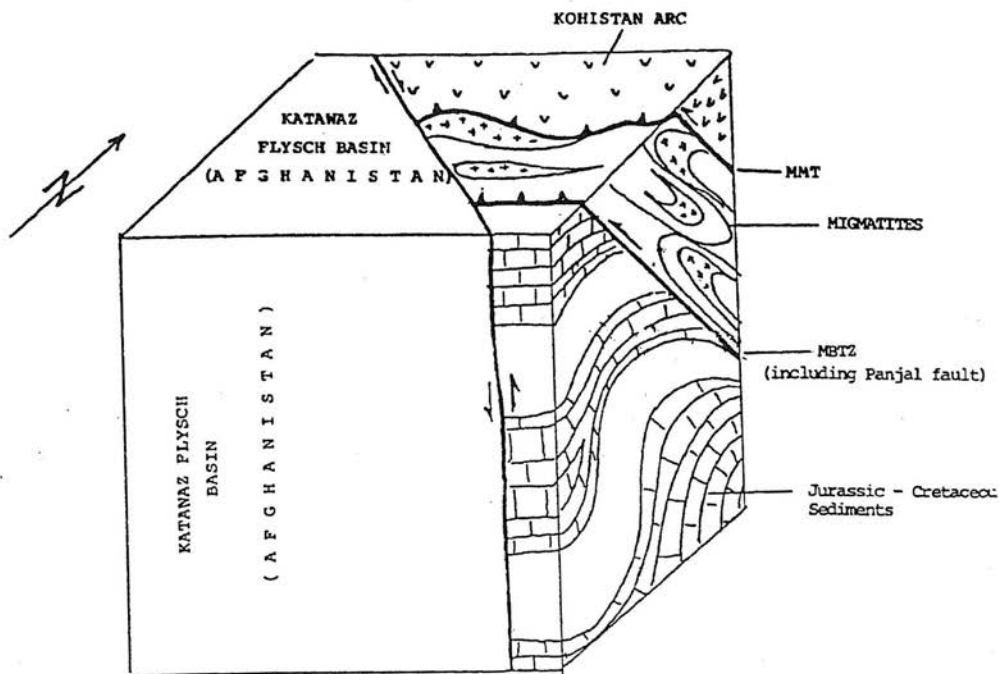 KOHISTAN ARC
KATAWAZ
FLYSCH BASIN
(AFGHANISTAN)
N
MMT
MIGMATITES
MBTZ
(including Panjal fault)
KATANAZ FLYSCH
BASIN
(AFGHANISTAN)
Jurassic - Cretaceou
Sediments